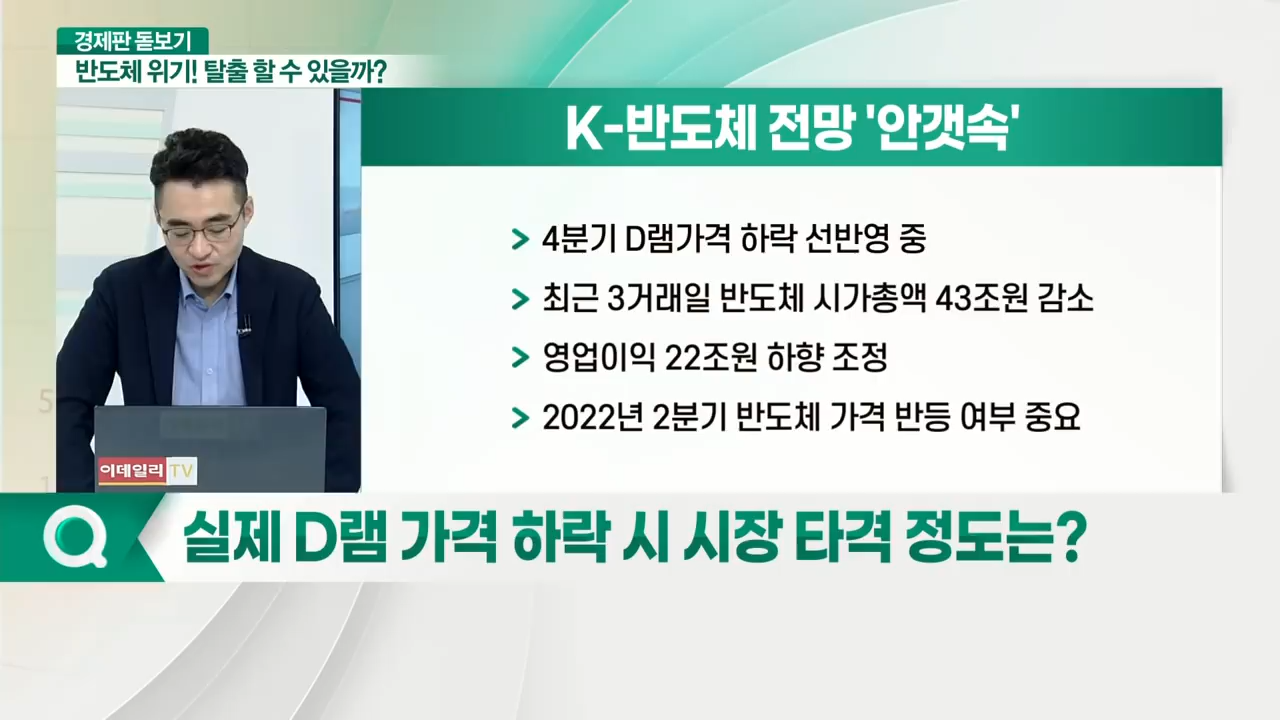 경제판 돋보기
반도체 위기! 탈출 할 수 있을까?
K-반도체 전망 '안갯속'
> 4분기 D램가격 하락 선반영 중
> 최근 3거래일 반도체 시가총액 43조원 감소
> 영업이익 22조원 하향 조정
> 2022년 2분기 반도체 가격 반등 여부 중요
이데일리 TV
Q 실제 D램 가격 하락 시 시장 타격 정도는?
5
1